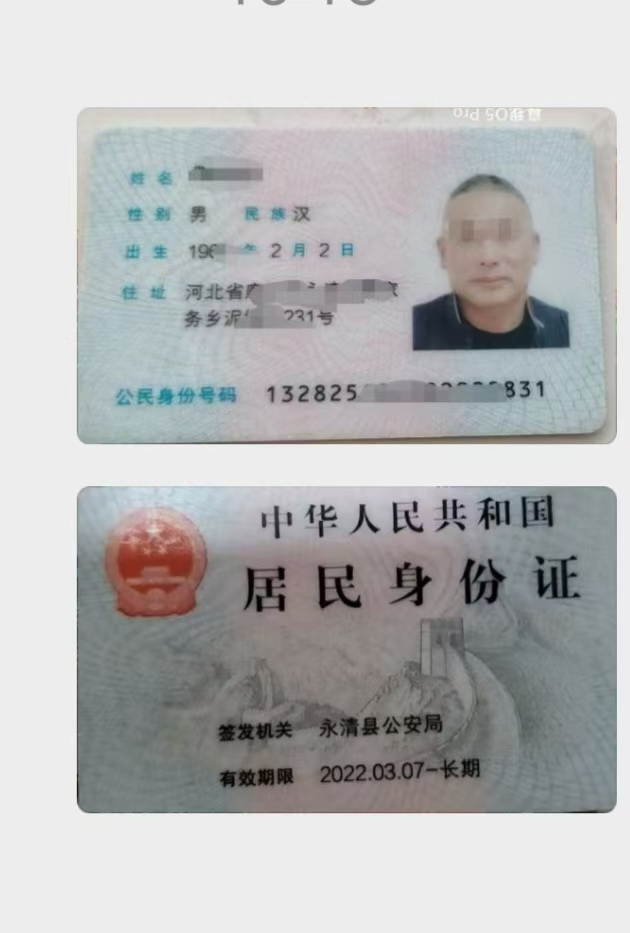 姓名
性别 男 民族 汉
出生 19 年 2 月 2 日
住址 河北省
务乡 231号
公民身份号码 132825 831
中华人民共和国
居民身份证
签发机关 永清县公安局
有效期限 2022.03.07-长期